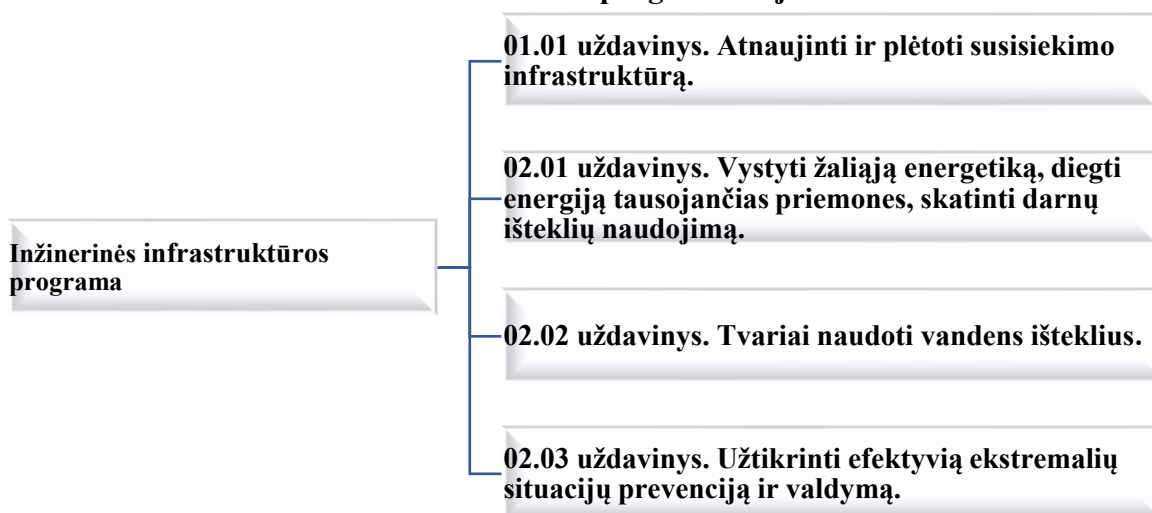 01.01 uždavinys. Atnaujinti ir plėtoti susisiekimo
infrastruktūrą.
02.01 uždavinys. Vystyti žaliąją energetiką, diegti
energiją tausojančias priemones, skatinti darnų
išteklių naudojimą.
Inžinerinės infrastruktūros
programa
02.02 uždavinys. Tvariai naudoti vandens išteklius.
02.03 uždavinys. Užtikrinti efektyvią ekstremalių
situacijų prevenciją ir valdymą.